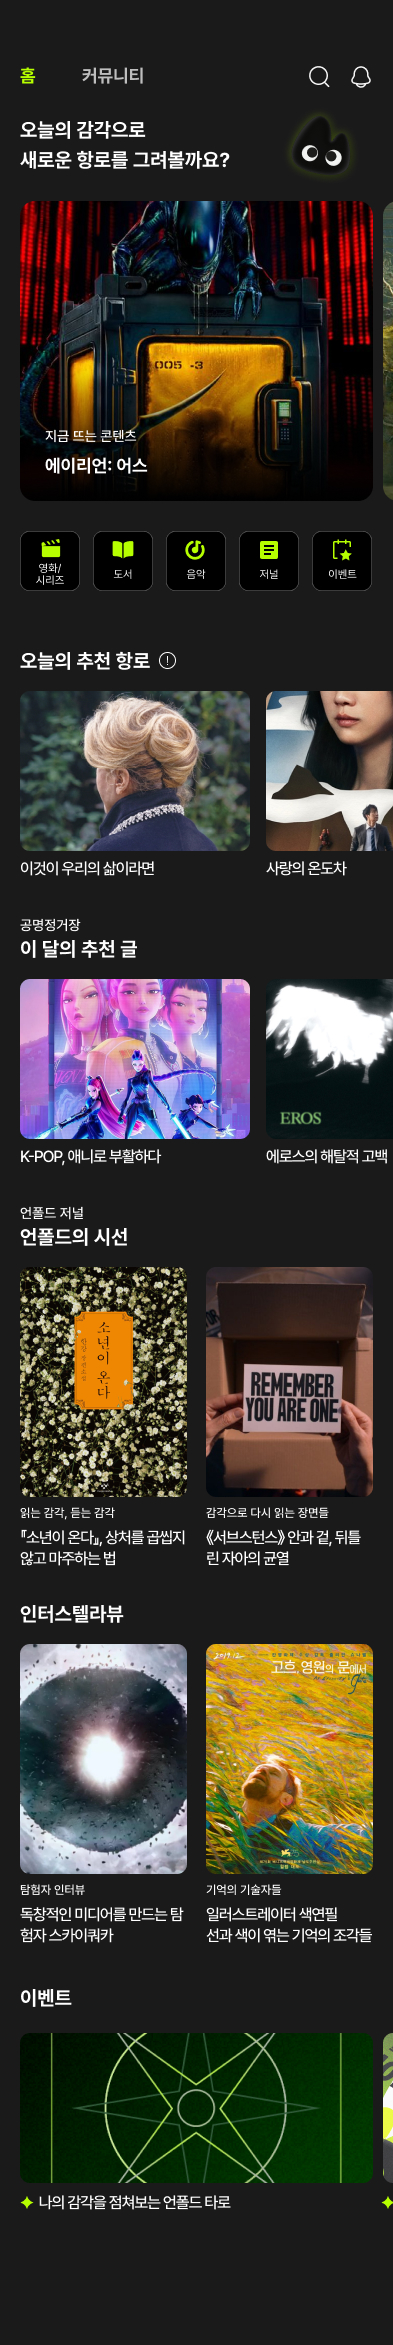 홈
커뮤니티
오늘의 감각으로
새로운 항로를 그려볼까요?
005 -3
지금 뜨는 콘텐츠
에이리언: 어스
영화/
시리즈
도서
음악
저널
이벤트
오늘의 추천 항로
이것이 우리의 삶이라면
사랑의 온도차
공명정거장
이 달의 추천 글
EROS
K-POP, 애니로 부활하다
에로스의 해탈적 고백
언폴드 저널
언폴드의 시선
소년이 온다
REMEMBER
YOU ARE ONE
읽는 감각, 듣는 감각
감각으로 다시 읽는 장면들
『소년이 온다』, 상처를 곱씹지
않고 마주하는 법
《서브스턴스》 안과 겉, 뒤틀
린 자아의 균열
인터스텔라뷰
2019.12
고흐, 영원의 문에서
탐험자 인터뷰
기억의 기술자들
독창적인 미디어를 만드는 탐
험자 스카이쿼카
일러스트레이터 색연필
선과 색이 엮는 기억의 조각들
이벤트
나의 감각을 점쳐보는 언폴드 타로